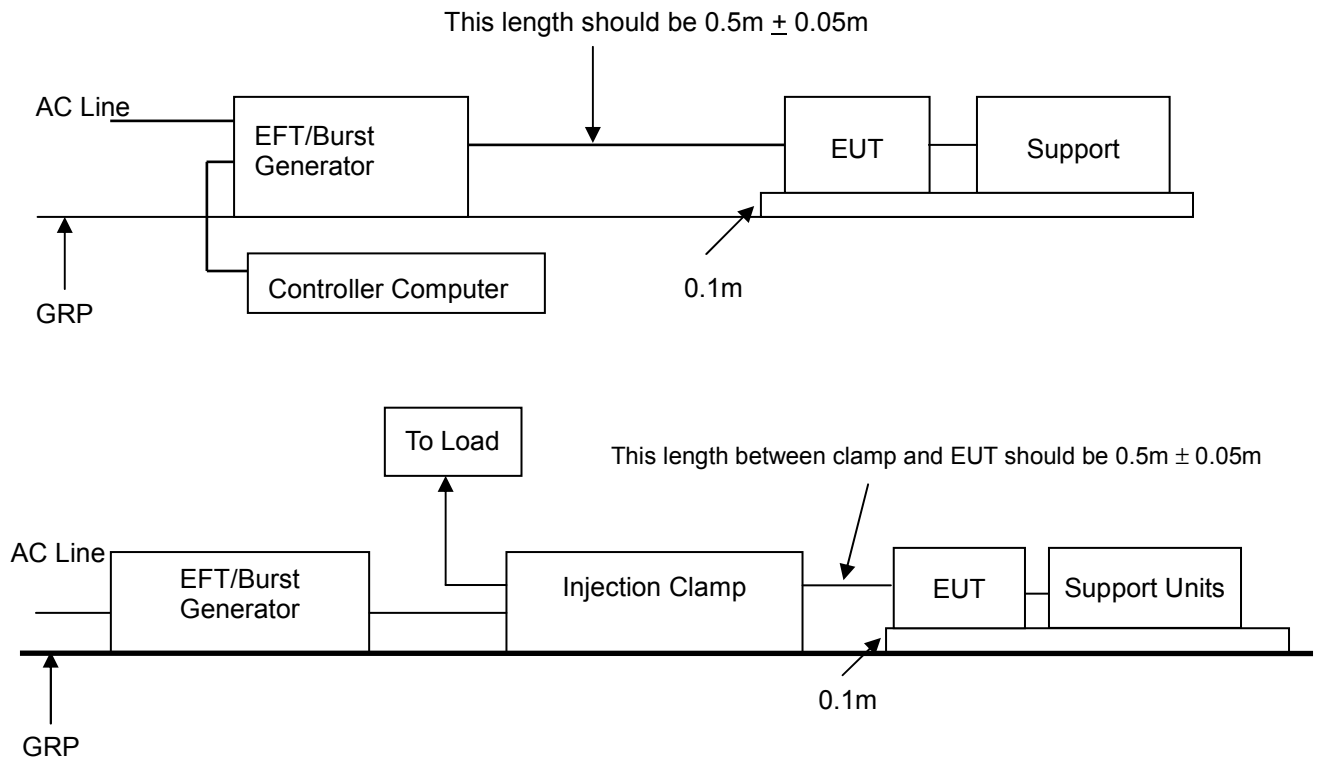 This length should be 0.5m ± 0.05m
AC Line
EFT/Burst
Generator
EUT
Support
Controller Computer
0.1m
GRP
To Load
This length between clamp and EUT should be 0.5m ± 0.05m
AC Line
EFT/Burst
Generator
Injection Clamp
EUT
Support Units
0.1m
GRP